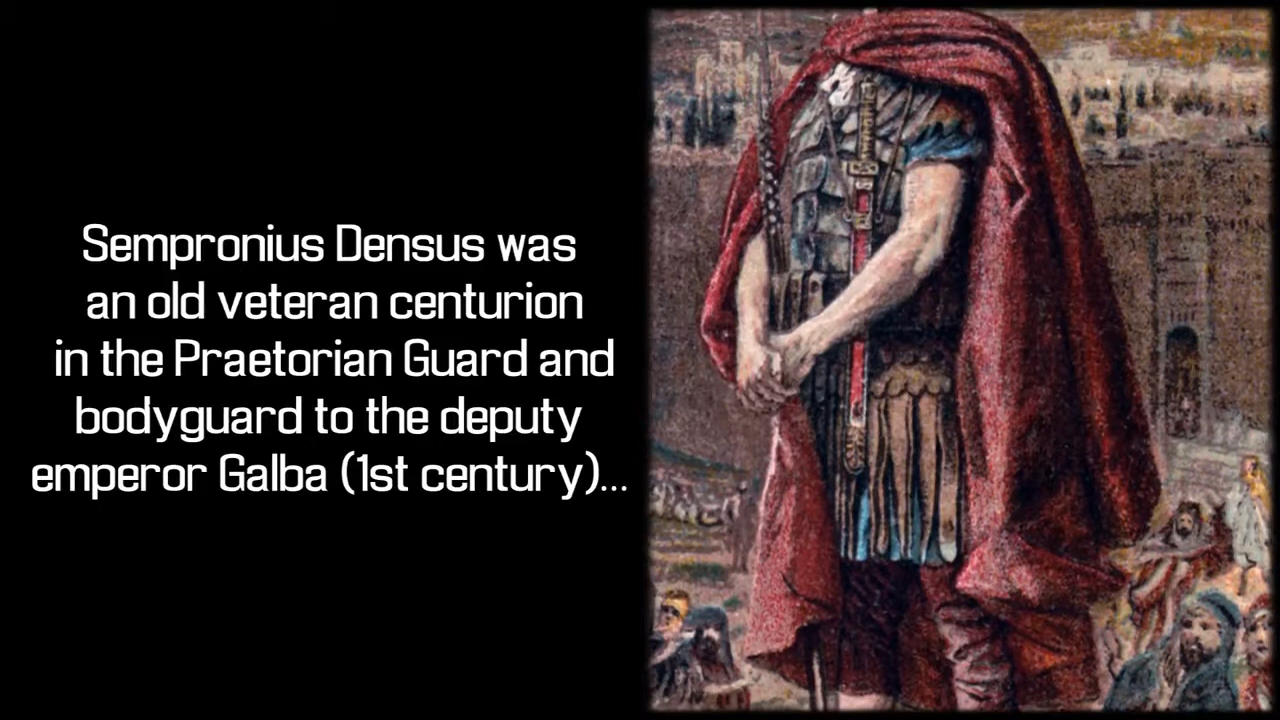 Sempronius Densus was
an old veteran centurion
in the Praetorian Guard and
bodyguard to the deputy
emperor Galba (1st century)...